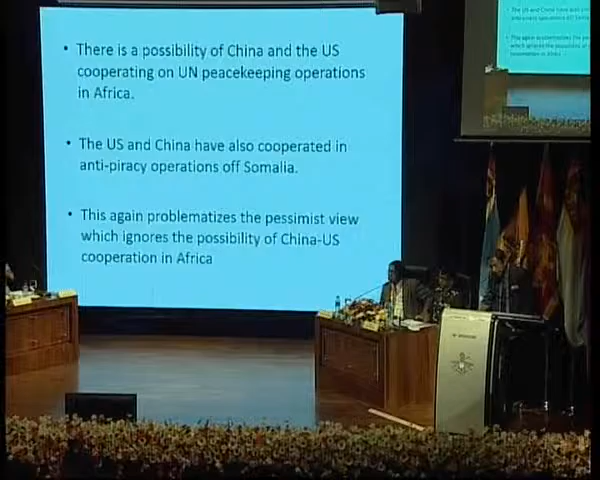 • There is a possibility of China and the US
cooperating on UN peacekeeping operations
in Africa.
• The US and China have also cooperated in
anti-piracy operations off Somalia.
• This again problematizes the pessimist view
which ignores the possibility of China-US
cooperation in Africa